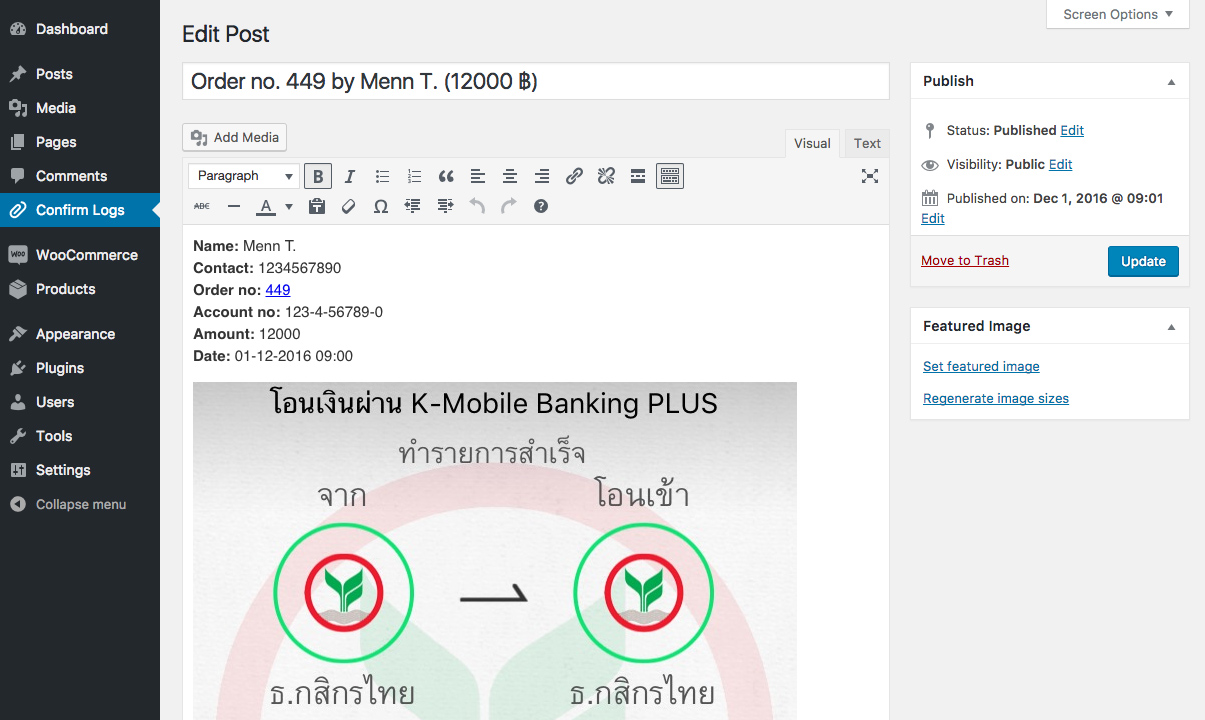 Dashboard
Posts
Media
Pages
Comments
Confirm Logs
WooCommerce
Products
Appearance
Plugins
Users
Tools
Settings
Collapse menu
Screen Options
Edit Post
Order no. 449 by Menn T. (12000 ฿)
Add Media
Visual Text
Paragraph B I
ABC A
Name: Menn T.
Contact: 1234567890
Order no: 449
Account no: 123-4-56789-0
Amount: 12000
Date: 01-12-2016 09:00
โอนเงินผ่าน K-Mobile Banking PLUS
ทำรายการสำเร็จ
จาก โอนเข้า
ธ.กสิกรไทย ธ.กสิกรไทย
Publish
Status: Published Edit
Visibility: Public Edit
Published on: Dec 1, 2016 @ 09:01
Edit
Move to Trash Update
Featured Image
Set featured image
Regenerate image sizes